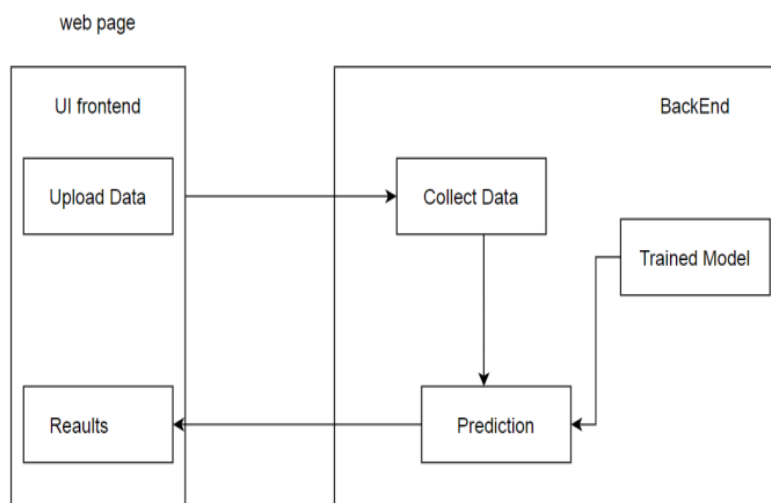 web page
UI frontend
BackEnd
Upload Data
Collect Data
Trained Model
Reaults
Prediction